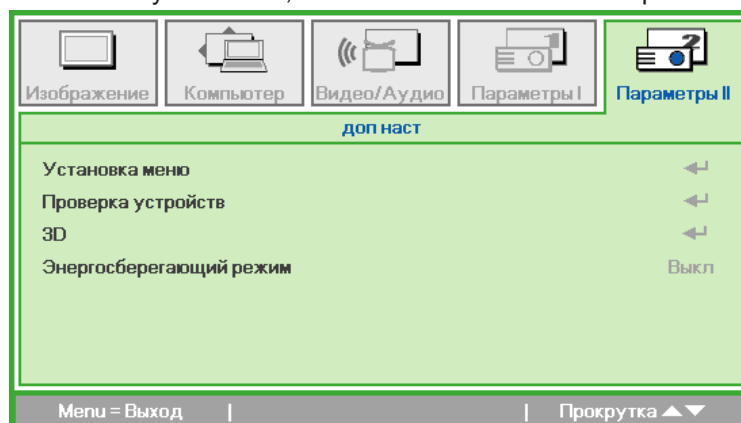 Изображение
Компьютер
Видео/Аудио
Параметры I
Параметры II
доп наст
Установка меню
Проверка устройств
3D
Энергосберегающий режим Выкл
Menu = Выход | | Прокрутка ▲▼